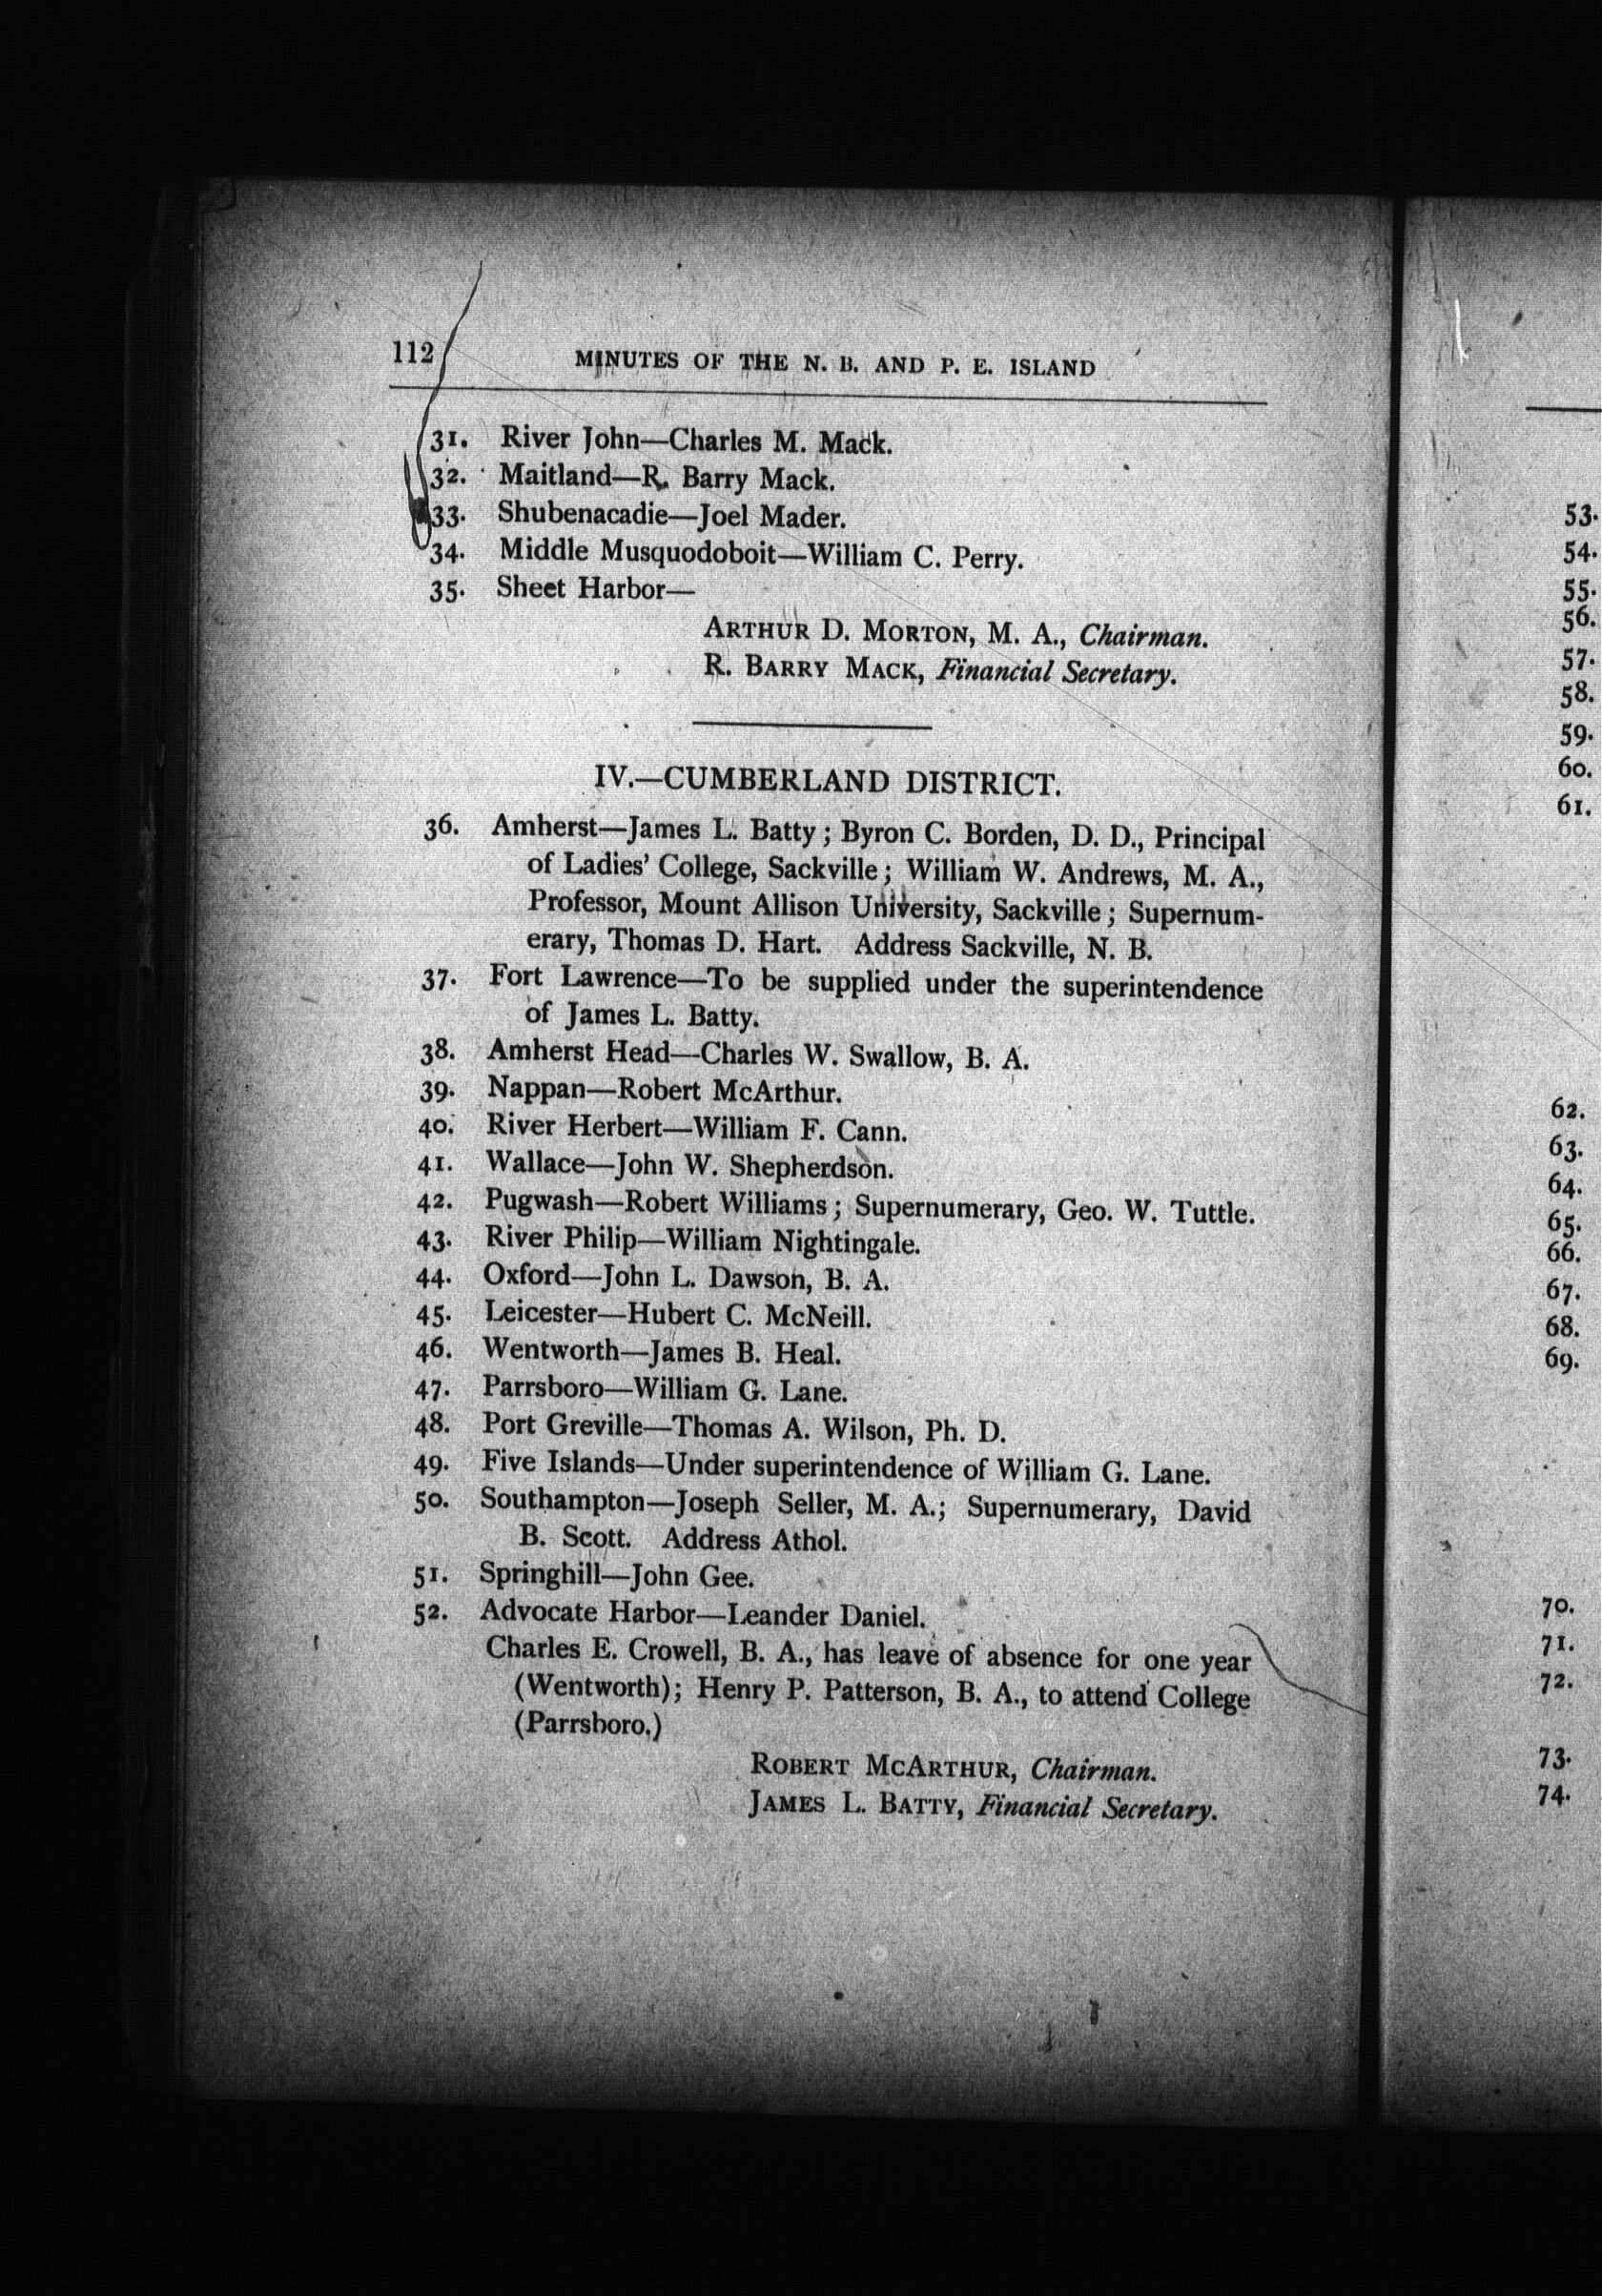 112 MINUTES OF THE N. B. AND P. E. ISLAND
31. River John—Charles M. Mack.
32. Maitland—R. Barry Mack.
33. Shubenacadie—Joel Mader.
34. Middle Musquodoboit—William C. Perry.
35. Sheet Harbor—
ARTHUR D. MORTON, M. A., Chairman.
R. BARRY MACK, Financial Secretary.
IV.—CUMBERLAND DISTRICT.
36. Amherst—James L. Batty; Byron C. Borden, D. D., Principal
of Ladies' College, Sackville; William W. Andrews, M. A.,
Professor, Mount Allison University, Sackville; Supernum-
erary, Thomas D. Hart. Address Sackville, N. B.
37. Fort Lawrence—To be supplied under the superintendence
of James L. Batty.
38. Amherst Head—Charles W. Swallow, B. A.
39. Nappan—Robert McArthur.
40. River Herbert—William F. Cann.
41. Wallace—John W. Shepherdson.
42. Pugwash—Robert Williams; Supernumerary, Geo. W. Tuttle.
43. River Philip—William Nightingale.
44. Oxford—John L. Dawson, B. A.
45. Leicester—Hubert C. McNeill.
46. Wentworth—James B. Heal.
47. Parrsboro—William G. Lane.
48. Port Greville—Thomas A. Wilson, Ph. D.
49. Five Islands—Under superintendence of William G. Lane.
50. Southampton—Joseph Seller, M. A.; Supernumerary, David
B. Scott. Address Athol.
51. Springhill—John Gee.
52. Advocate Harbor—Leander Daniel.
Charles E. Crowell, B. A., has leave of absence for one year
(Wentworth); Henry P. Patterson, B. A., to attend College
(Parrsboro.)
ROBERT MCARTHUR, Chairman.
JAMES L. BATTY, Financial Secretary.
53.
54.
55.
56.
57.
58.
59.
60.
61.
62.
63.
64.
65.
66.
67.
68.
69.
70.
71.
72.
73.
74.